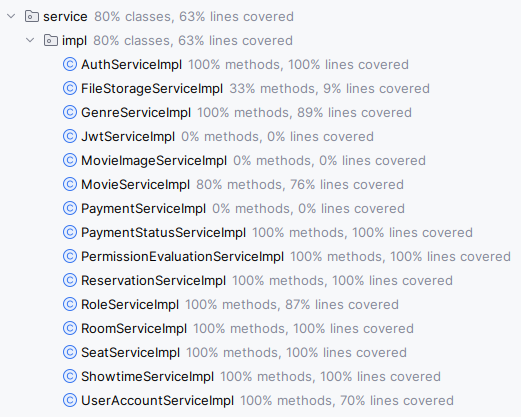 service 80% classes, 63% lines covered
impl 80% classes, 63% lines covered
AuthServiceImpl 100% methods, 100% lines covered
FileStorageServiceImpl 33% methods, 9% lines covered
GenreServiceImpl 100% methods, 89% lines covered
JwtServiceImpl 0% methods, 0% lines covered
MovieImageServiceImpl 0% methods, 0% lines covered
MovieServiceImpl 80% methods, 76% lines covered
PaymentServiceImpl 0% methods, 0% lines covered
PaymentStatusServiceImpl 100% methods, 100% lines covered
PermissionEvaluationServiceImpl 100% methods, 100% lines covered
ReservationServiceImpl 100% methods, 100% lines covered
RoleServiceImpl 100% methods, 87% lines covered
RoomServiceImpl 100% methods, 100% lines covered
SeatServiceImpl 100% methods, 100% lines covered
ShowtimeServiceImpl 100% methods, 100% lines covered
UserAccountServiceImpl 100% methods, 70% lines covered